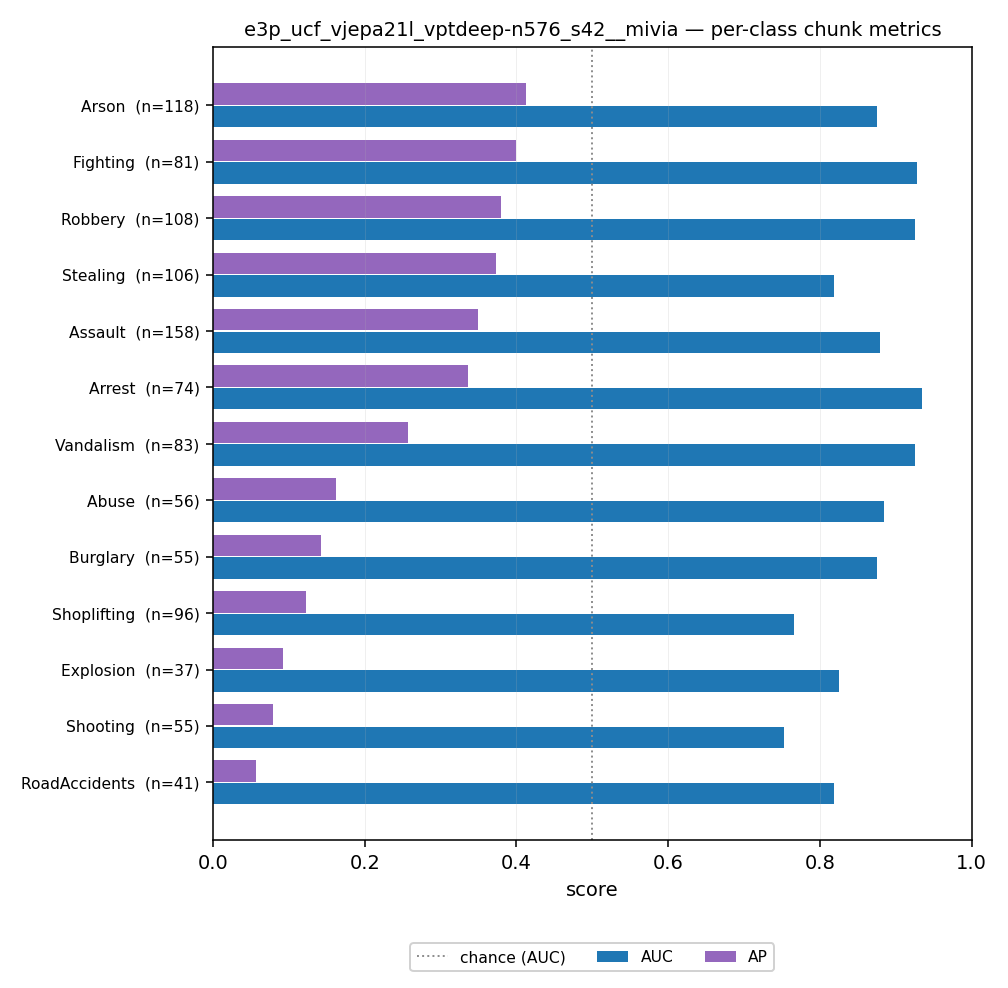 e3p_ucf_vjepa21l_vptdeep-n576_s42__mivia — per-class chunk metrics
Arson (n=118)
Fighting (n=81)
Robbery (n=108)
Stealing (n=106)
Assault (n=158)
Arrest (n=74)
Vandalism (n=83)
Abuse (n=56)
Burglary (n=55)
Shoplifting (n=96)
Explosion (n=37)
Shooting (n=55)
RoadAccidents (n=41)
0.0 0.2 0.4 0.6 0.8 1.0
score
chance (AUC) AUC AP